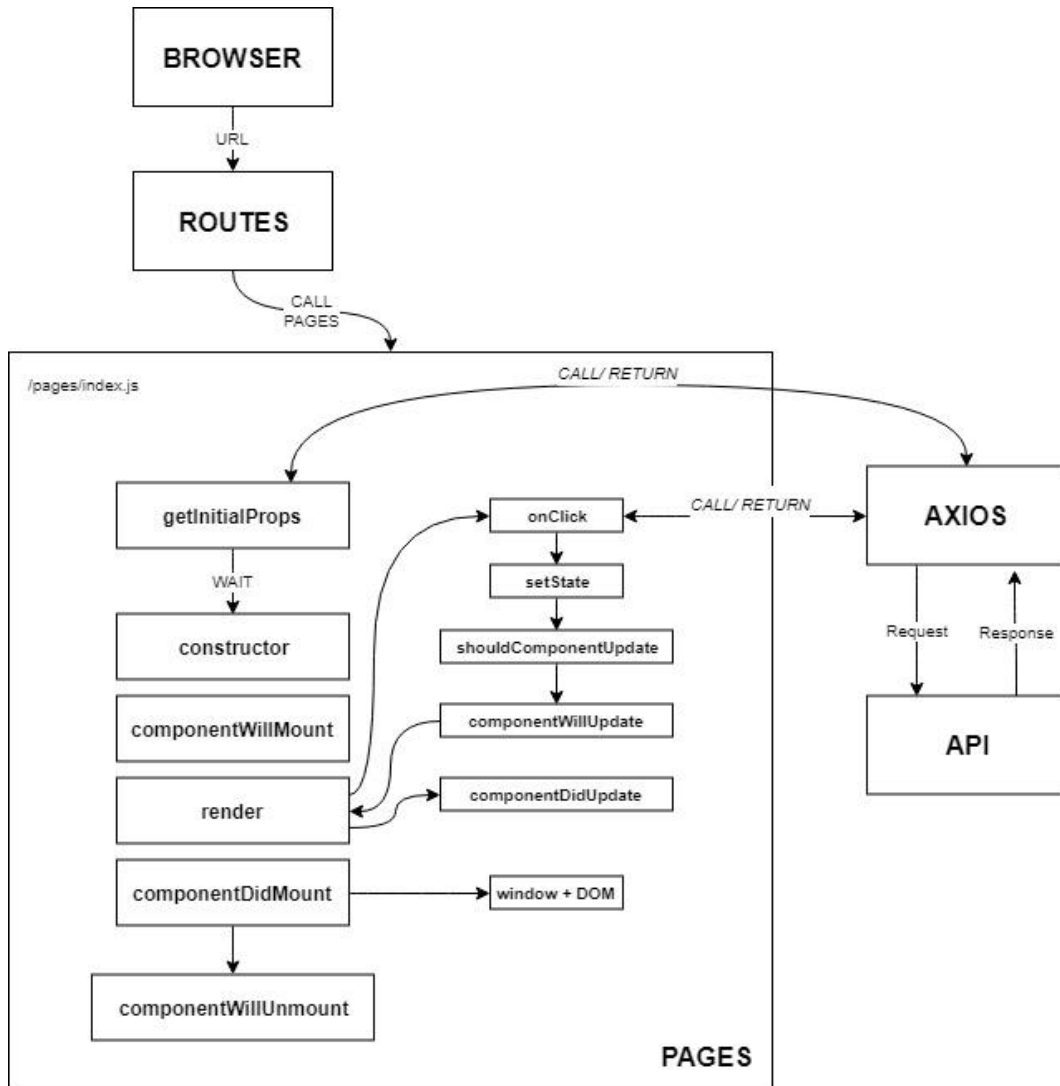 BROWSER
URL
ROUTES
CALL
PAGES
/pages/index.js
CALL/ RETURN
getInitialProps
onClick
CALL/ RETURN
AXIOS
WAIT
setState
constructor
shouldComponentUpdate
Request
Response
componentWillMount
componentWillUpdate
API
render
componentDidUpdate
componentDidMount
window + DOM
componentWillUnmount
PAGES